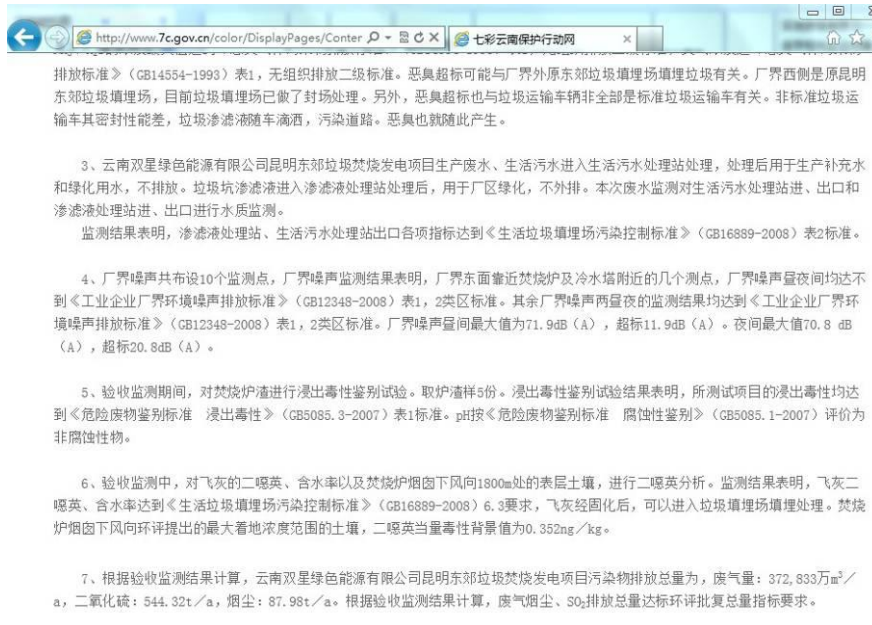 http://www.7c.gov.cn/color/DisplayPages/Conter
七彩云南保护行动网
排放标准》（GB14554-1993）表1，无组织排放二级标准。恶臭超标可能与厂界外原东郊垃圾填埋场填埋垃圾有关。厂界西侧是原昆明
东郊垃圾填埋场，目前垃圾填埋场已做了封场处理。另外，恶臭超标也与垃圾运输车辆非全部是标准垃圾运输车有关。非标准垃圾运
输车其密封性能差，垃圾渗滤液随车滴洒，污染道路。恶臭也就随此产生。
3、云南双星绿色能源有限公司昆明东郊垃圾焚烧发电项目生产废水、生活污水进入生活污水处理站处理，处理后用于生产补充水
和绿化用水，不排放。垃圾坑渗滤液进入渗滤液处理站处理后，用于厂区绿化，不外排。本次废水监测对生活污水处理站进、出口和
渗滤液处理站进、出口进行水质监测。
监测结果表明，渗滤液处理站、生活污水处理站出口各项指标达到《生活垃圾填埋场污染控制标准》（GB16889-2008）表2标准。
4、厂界噪声共布设10个监测点，厂界噪声监测结果表明，厂界东面靠近焚烧炉及冷水塔附近的几个测点，厂界噪声昼夜间均达不
到《工业企业厂界环境噪声排放标准》（GB12348-2008）表1，2类区标准。其余厂界噪声两昼夜的监测结果均达到《工业企业厂界环
境噪声排放标准》（GB12348-2008）表1，2类区标准。厂界噪声昼间最大值为71.9dB（A），超标11.9dB（A）。夜间最大值70.8 dB
（A），超标20.8dB（A）。
5、验收监测期间，对焚烧炉渣进行浸出毒性鉴别试验。取炉渣样5份。浸出毒性鉴别试验结果表明，所测试项目的浸出毒性均达
到《危险废物鉴别标准　浸出毒性》（GB5085.3-2007）表1标准。pH按《危险废物鉴别标准　腐蚀性鉴别》（GB5085.1-2007）评价为
非腐蚀性物。
6、验收监测中，对飞灰的二噁英、含水率以及焚烧炉烟囱下风向1800m处的表层土壤，进行二噁英分析。监测结果表明，飞灰二
噁英、含水率达到《生活垃圾填埋场污染控制标准》（GB16889-2008）6.3要求，飞灰经固化后，可以进入垃圾填埋场填埋处理。焚烧
炉烟囱下风向环评提出的最大着地浓度范围的土壤，二噁英当量毒性背景值为0.352ng／kg。
7、根据验收监测结果计算，云南双星绿色能源有限公司昆明东郊垃圾焚烧发电项目污染物排放总量为，废气量：372,833万m³／
a，二氧化硫：544.32t／a，烟尘：87.98t／a。根据验收监测结果计算，废气烟尘、SO₂排放总量达标环评批复总量指标要求。